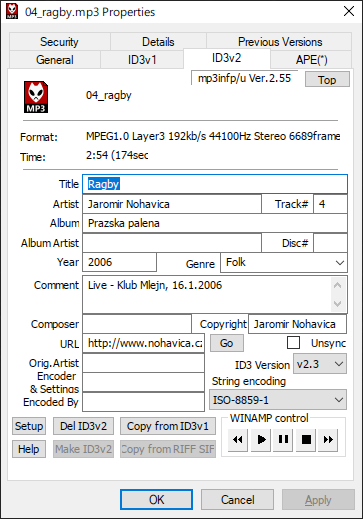 04_ragby.mp3 Properties
Security Details Previous Versions
General ID3v1 ID3v2 APE(*)
mp3infp/u Ver.2.55 Top
MP3
04_ragby
Format: MPEG1.0 Layer3 192kb/s 44100Hz Stereo 6689frame
Time: 2:54 (174sec
Title Ragby
Artist Jaromir Nohavica Track# 4
Album Prazska palena
Album Artist Disc#
Year 2006 Genre Folk
Comment Live - Klub Mlejn, 16.1.2006
Composer Copyright Jaromir Nohavica
URL http://www.nohavica.cz Go Unsync
Orig.Artist ID3 Version v2.3
Encoder
& Settings String encoding
Encoded By ISO-8859-1
Setup Del ID3v2 Copy from ID3v1 WINAMP control
Help Make ID3v2 Copy from RIFF SIF
OK Cancel Apply